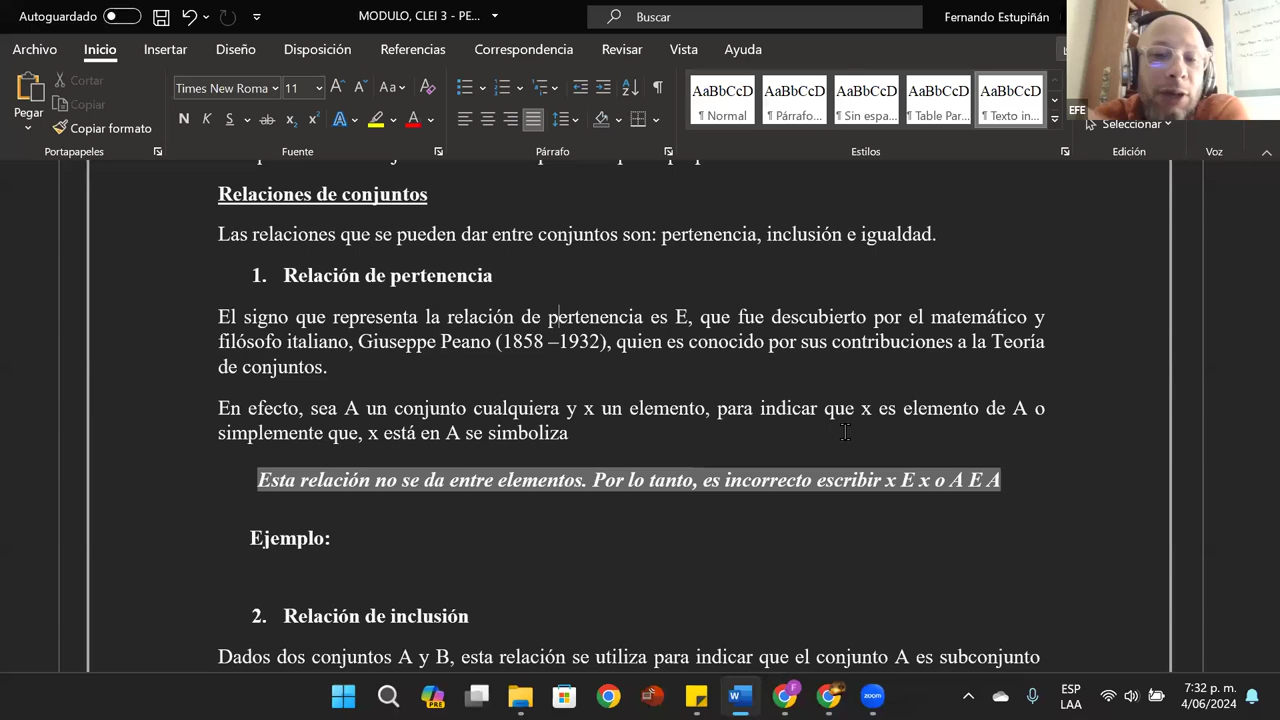 Autoguardado
MODULO, CLEI 3 - PE...
Buscar
Fernando Estupiñán
Archivo Inicio Insertar Diseño Disposición Referencias Correspondencia Revisar Vista Ayuda
Pegar
Cortar
Copiar
Copiar formato
Portapapeles
Times New Roma 11
Aa
N K S ab x₂ x²
Fuente
Párrafo
AaBbCcD AaBbCcD AaBbCcD AaBbCcD AaBbCcD
¶ Normal ¶ Párrafo... ¶ Sin espa... ¶ Table Par... ¶ Texto in...
Estilos
EFE
Seleccionar
Edición
Voz
Relaciones de conjuntos
Las relaciones que se pueden dar entre conjuntos son: pertenencia, inclusión e igualdad.
1. Relación de pertenencia
El signo que representa la relación de pertenencia es E, que fue descubierto por el matemático y
filósofo italiano, Giuseppe Peano (1858 –1932), quien es conocido por sus contribuciones a la Teoría
de conjuntos.
En efecto, sea A un conjunto cualquiera y x un elemento, para indicar que x es elemento de A o
simplemente que, x está en A se simboliza
Esta relación no se da entre elementos. Por lo tanto, es incorrecto escribir x E x o A E A
Ejemplo:
2. Relación de inclusión
Dados dos conjuntos A y B, esta relación se utiliza para indicar que el conjunto A es subconjunto
PRE
zoom
ESP
LAA
7:32 p. m.
4/06/2024